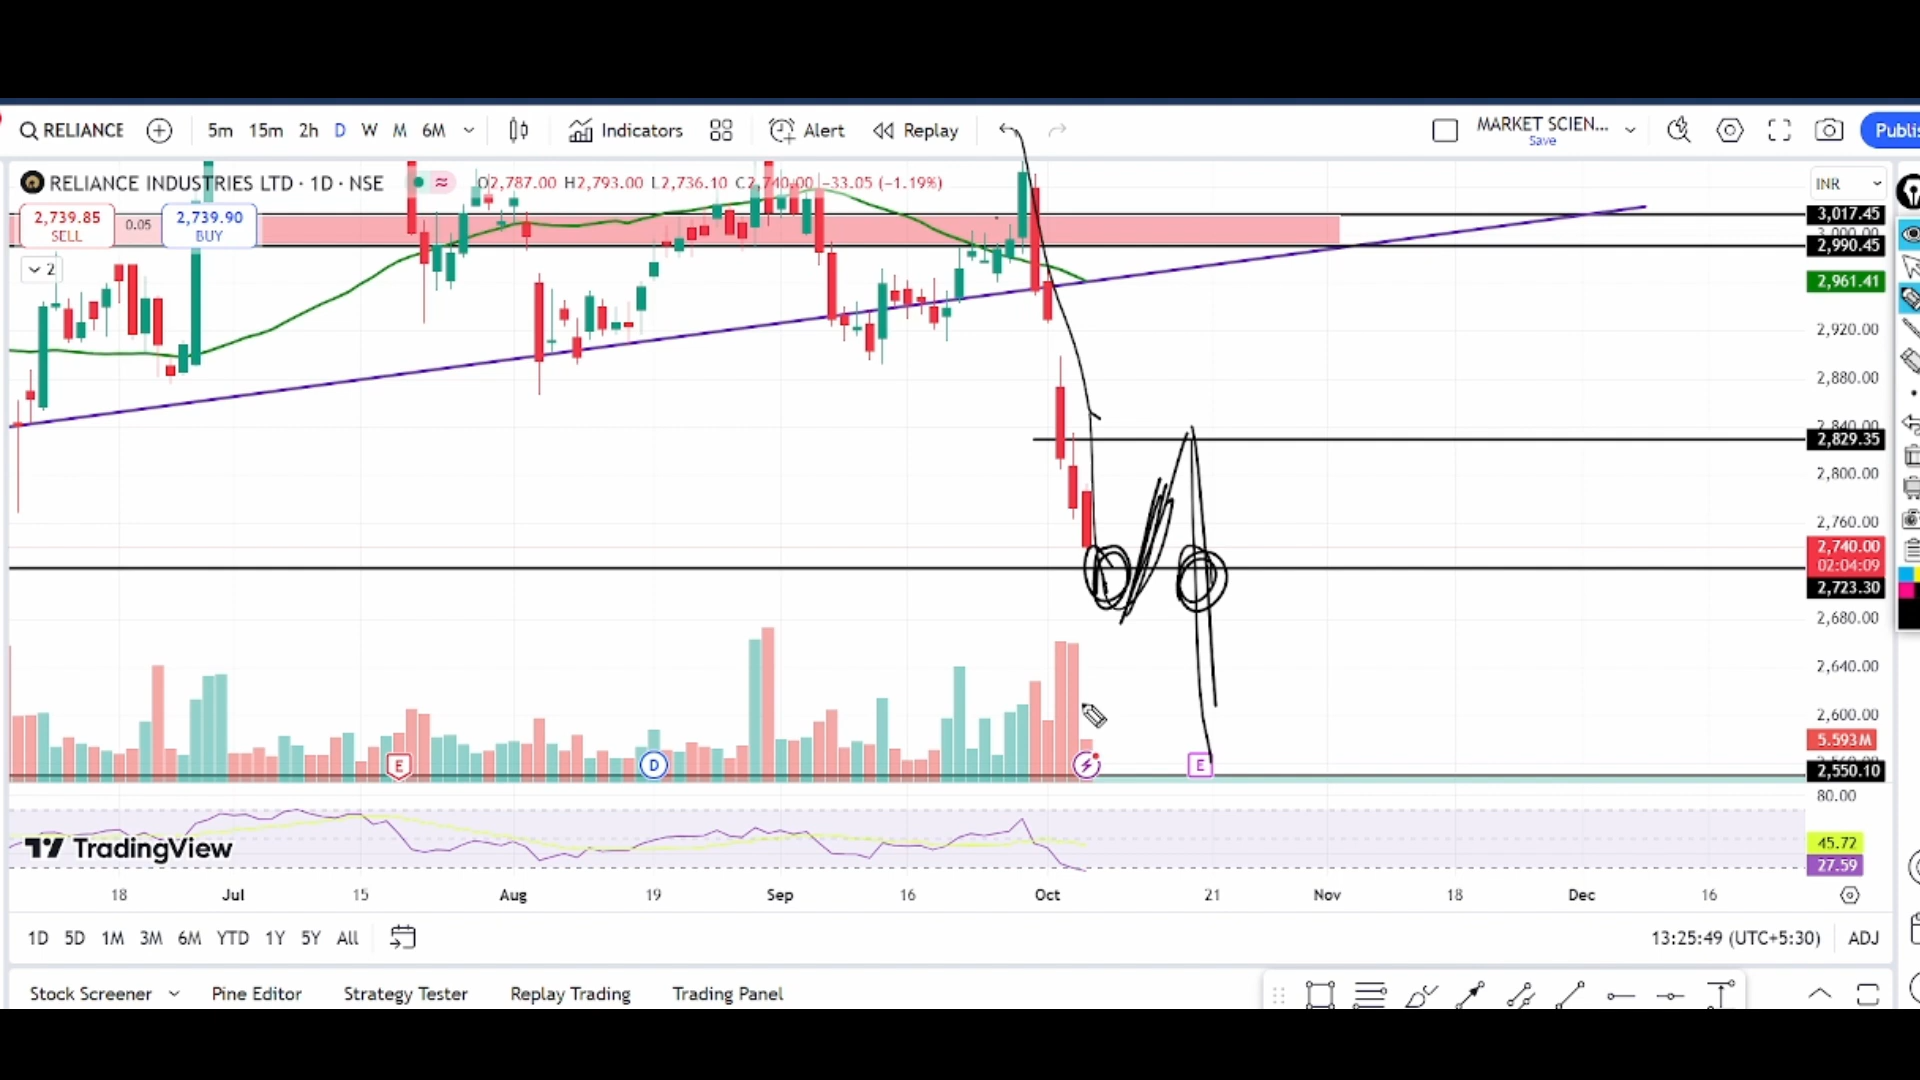 RELIANCE 5m 15m 2h D W M 6M Indicators Alert Replay MARKET SCIEN... Save
RELIANCE INDUSTRIES LTD · 1D · NSE O2,787.00 H2,793.00 L2,736.10 C2,740.00 −33.05 (−1.19%) INR
2,739.85 SELL 0.05 2,739.90 BUY
2
3,017.45
3,000.00
2,990.45
2,961.41
2,920.00
2,880.00
2,840.00
2,829.35
2,800.00
2,760.00
2,740.00
02:04:09
2,723.30
2,680.00
2,640.00
2,600.00
5.593M
2,550.10
E D E
80.00
45.72
27.59
TradingView
18 Jul 15 Aug 19 Sep 16 Oct 21 Nov 18 Dec 16
1D 5D 1M 3M 6M YTD 1Y 5Y All 13:25:49 (UTC+5:30) ADJ
Stock Screener Pine Editor Strategy Tester Replay Trading Trading Panel